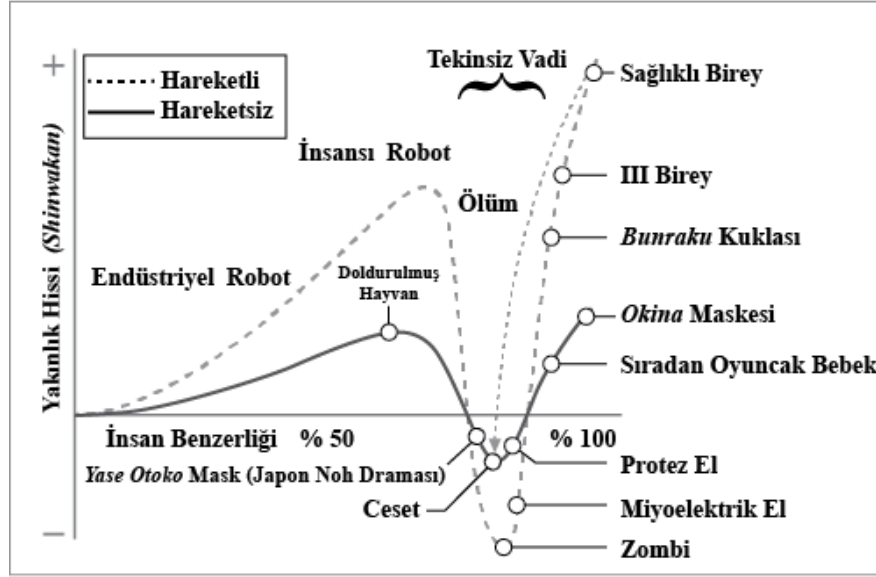 +
Hareketli
Hareketsiz
Tekinsiz Vadi
Sağlıklı Birey
İnsansı Robot
III Birey
Ölüm
Bunraku Kuklası
Endüstriyel Robot
Doldurulmuş
Hayvan
Okina Maskesi
Sıradan Oyuncak Bebek
Yakınlık Hissi (Shinwakan)
İnsan Benzerliği % 50 % 100
Yase Otoko Mask (Japon Noh Draması)
Protez El
Ceset
Miyoelektrik El
Zombi
−